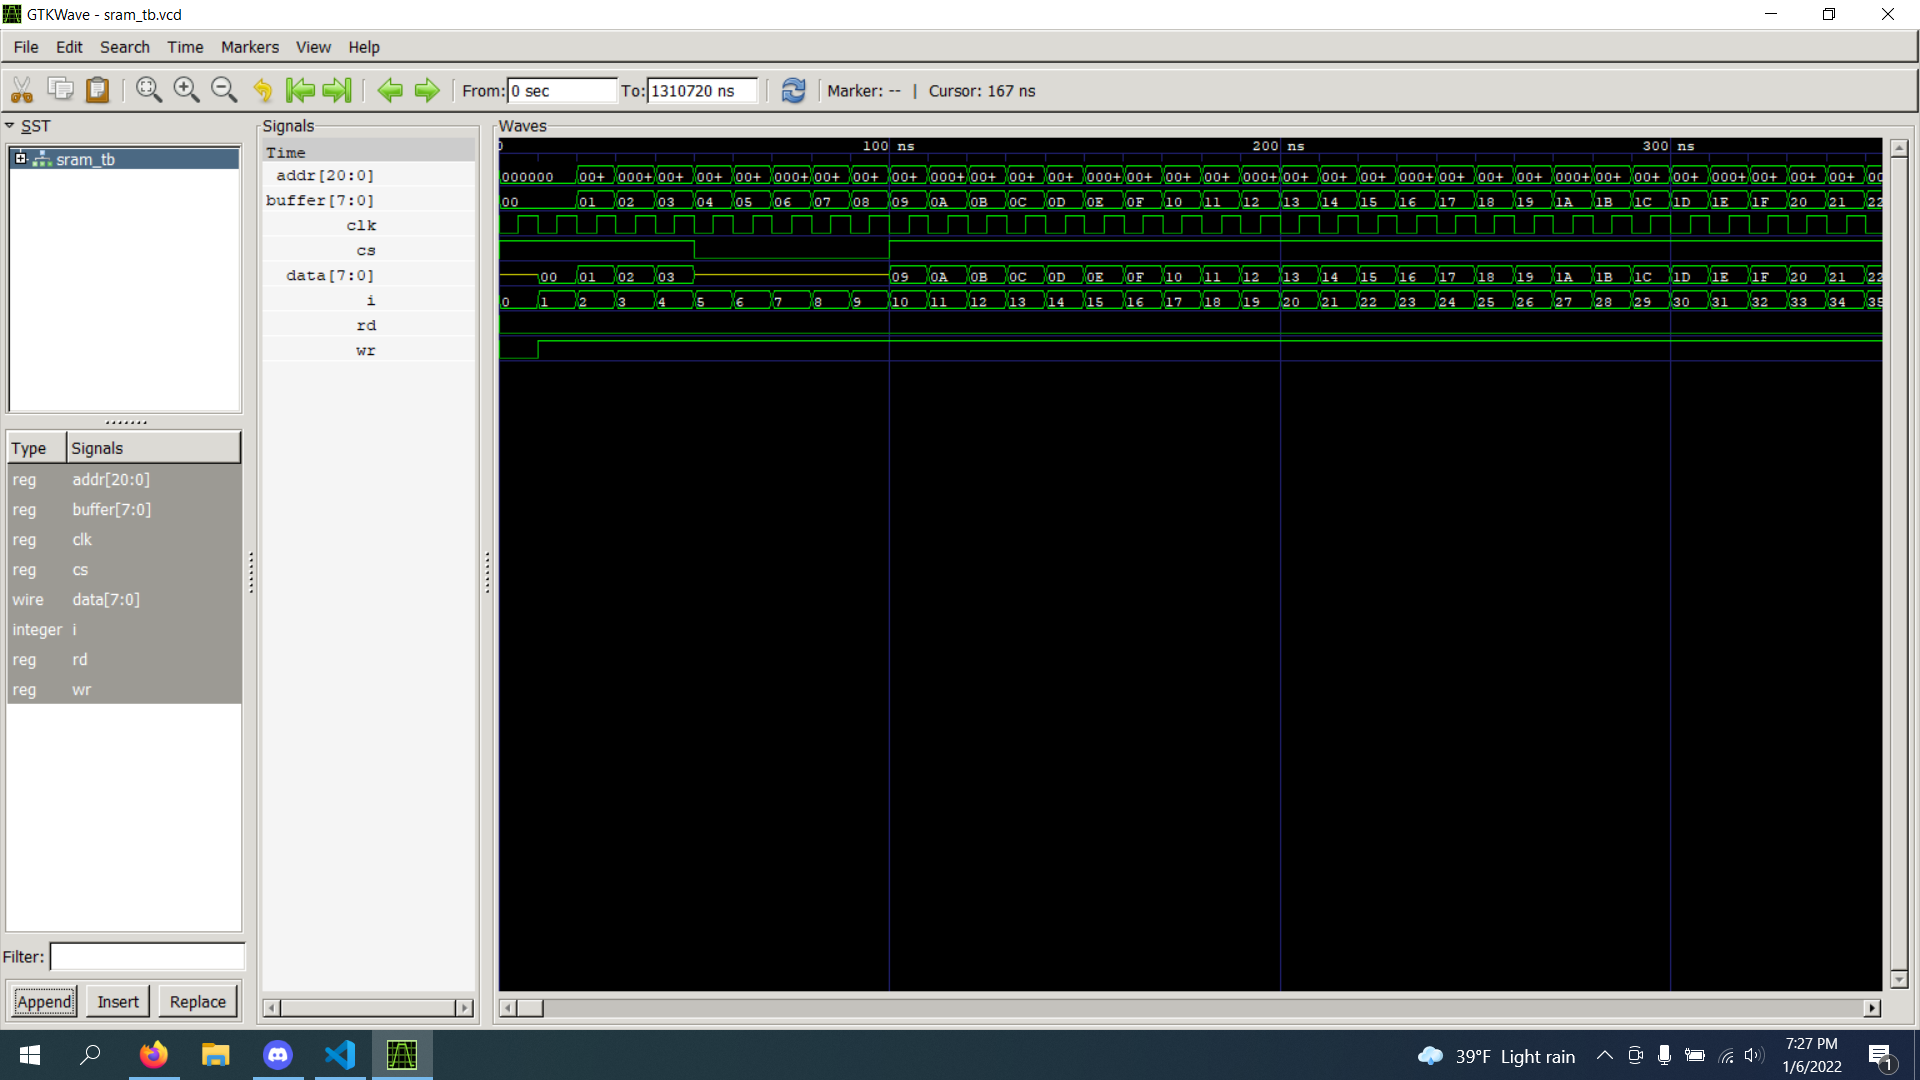 GTKWave - sram_tb.vcd
File Edit Search Time Markers View Help
From: 0 sec To: 1310720 ns Marker: -- | Cursor: 167 ns
SST
sram_tb
Type Signals
reg addr[20:0]
reg buffer[7:0]
reg clk
reg cs
wire data[7:0]
integer i
reg rd
reg wr
Filter:
Append Insert Replace
Signals
Time
addr[20:0]
buffer[7:0]
clk
cs
data[7:0]
i
rd
wr
Waves
0 100 ns 200 ns 300 ns
000000 00+ 000+ 00+ 00+ 00+ 000+ 00+ 00+ 00+ 000+ 00+ 00+ 00+ 000+ 00+ 00+ 00+ 000+ 00+ 00+ 00+ 000+ 00+ 00+ 00+ 000+ 00+ 00+ 00+ 000+ 00+ 00+ 00+ 00
00 01 02 03 04 05 06 07 08 09 0A 0B 0C 0D 0E 0F 10 11 12 13 14 15 16 17 18 19 1A 1B 1C 1D 1E 1F 20 21 22
00 01 02 03 09 0A 0B 0C 0D 0E 0F 10 11 12 13 14 15 16 17 18 19 1A 1B 1C 1D 1E 1F 20 21 22
0 1 2 3 4 5 6 7 8 9 10 11 12 13 14 15 16 17 18 19 20 21 22 23 24 25 26 27 28 29 30 31 32 33 34 35
39°F Light rain
7:27 PM
1/6/2022
1